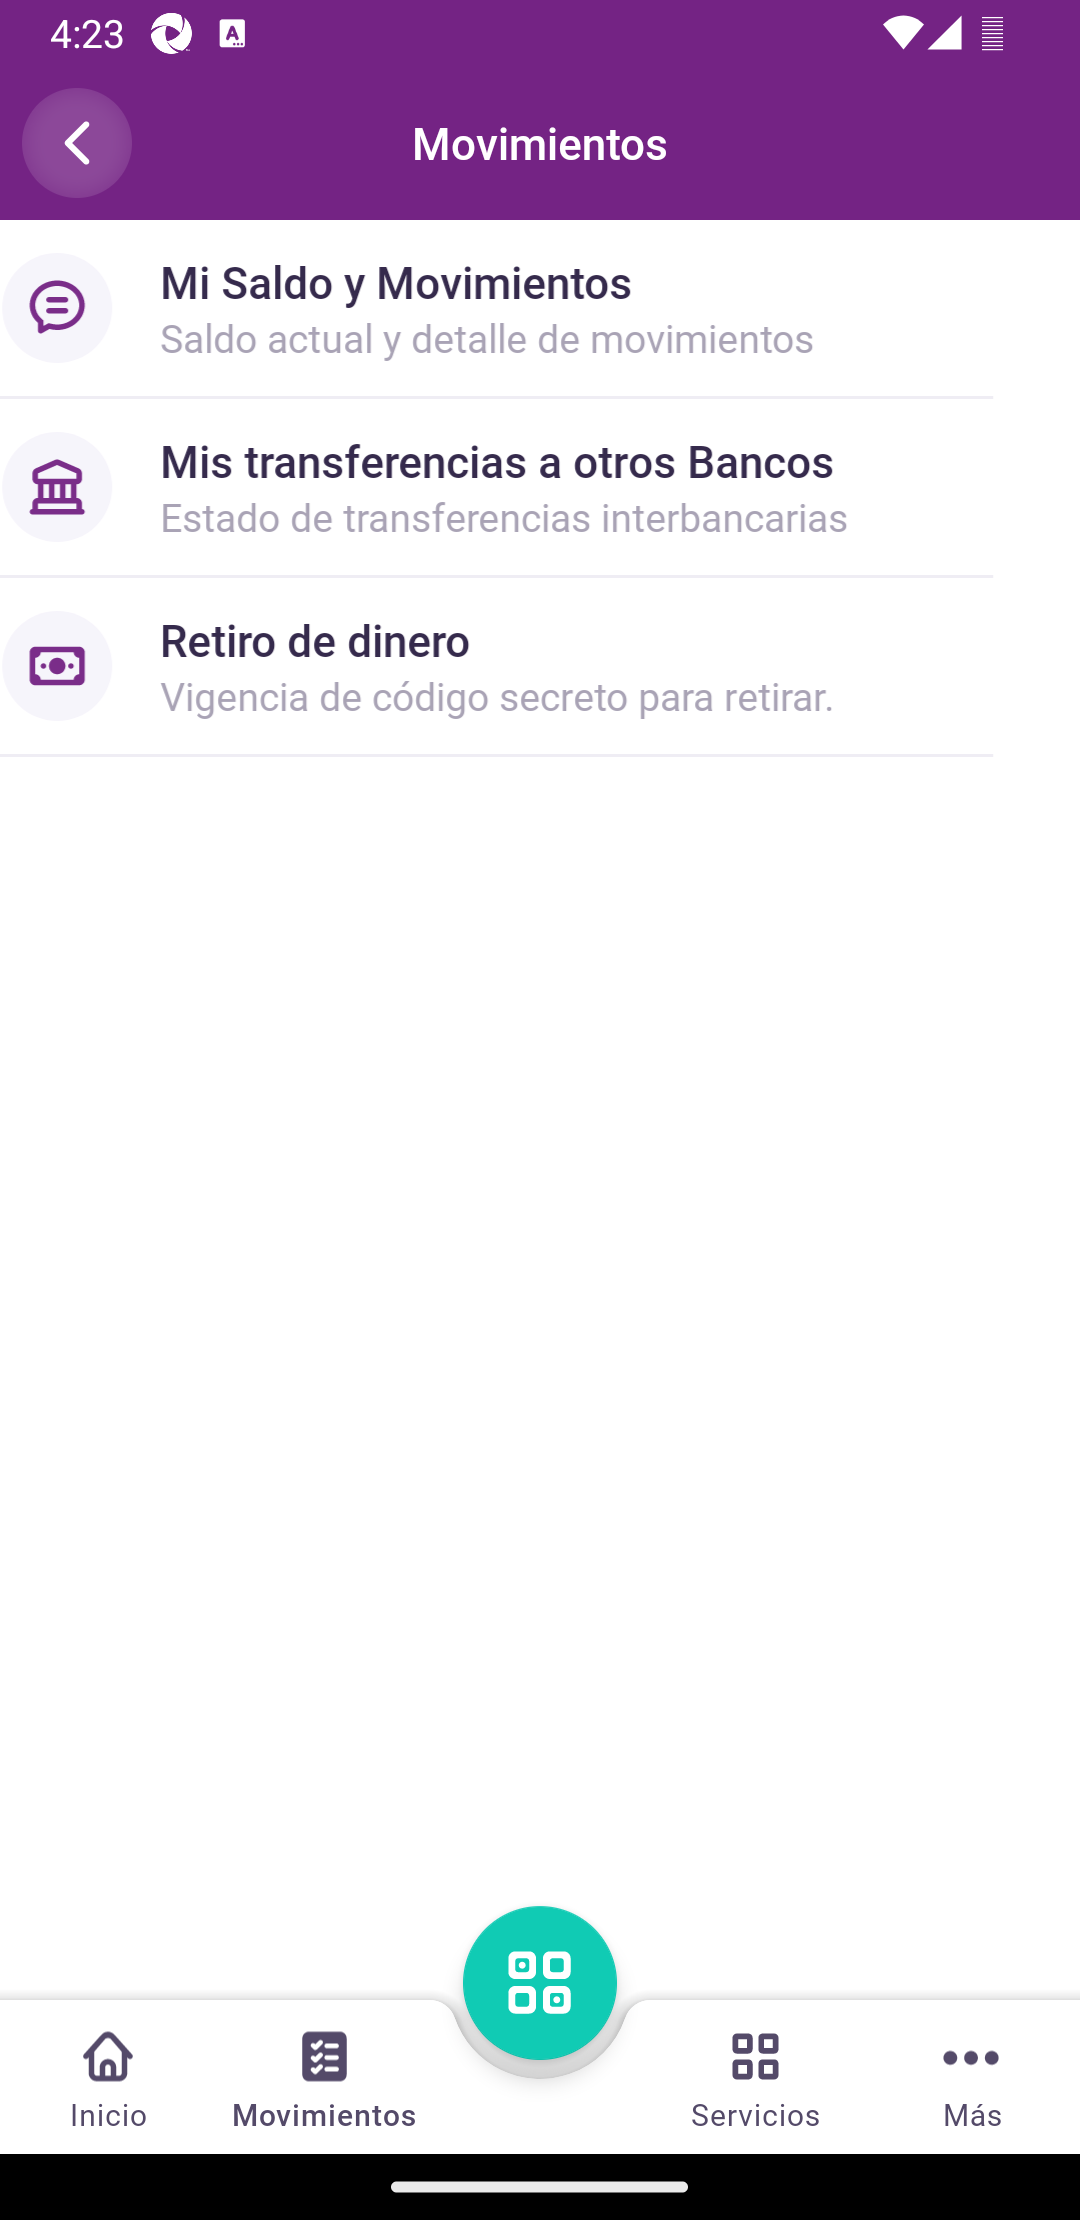 4:23
Movimientos
Mi Saldo y Movimientos
Saldo actual y detalle de movimientos
Mis transferencias a otros Bancos
Estado de transferencias interbancarias
Retiro de dinero
Vigencia de código secreto para retirar.
Inicio
Movimientos
Servicios
Más